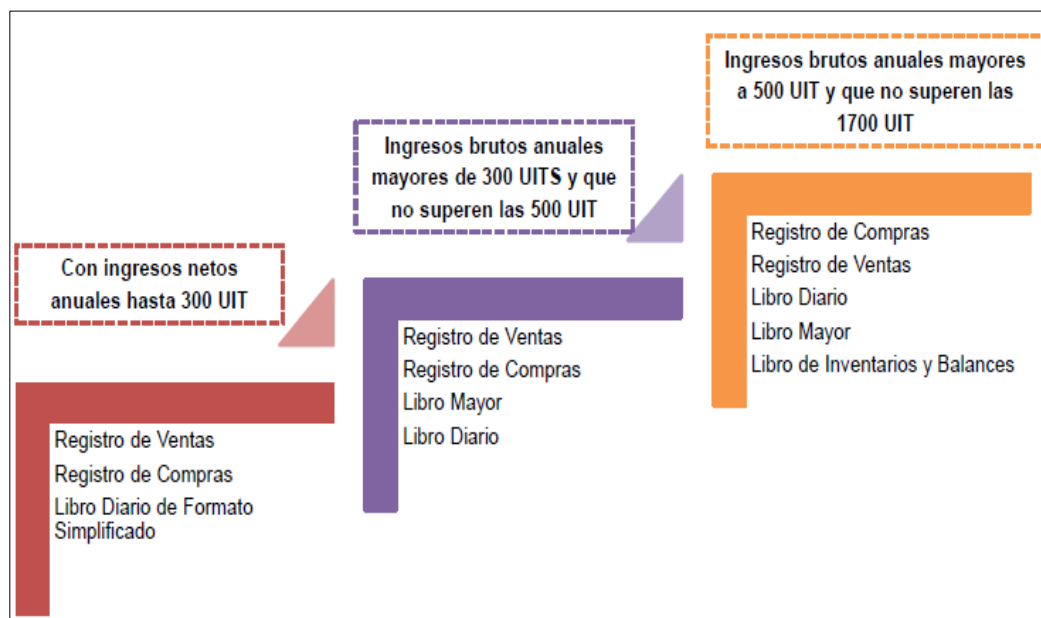 Con ingresos netos
anuales hasta 300 UIT
Registro de Ventas
Registro de Compras
Libro Diario de Formato
Simplificado
Ingresos brutos anuales
mayores de 300 UITS y que
no superen las 500 UIT
Registro de Ventas
Registro de Compras
Libro Mayor
Libro Diario
Ingresos brutos anuales mayores
a 500 UIT y que no superen las
1700 UIT
Registro de Compras
Registro de Ventas
Libro Diario
Libro Mayor
Libro de Inventarios y Balances